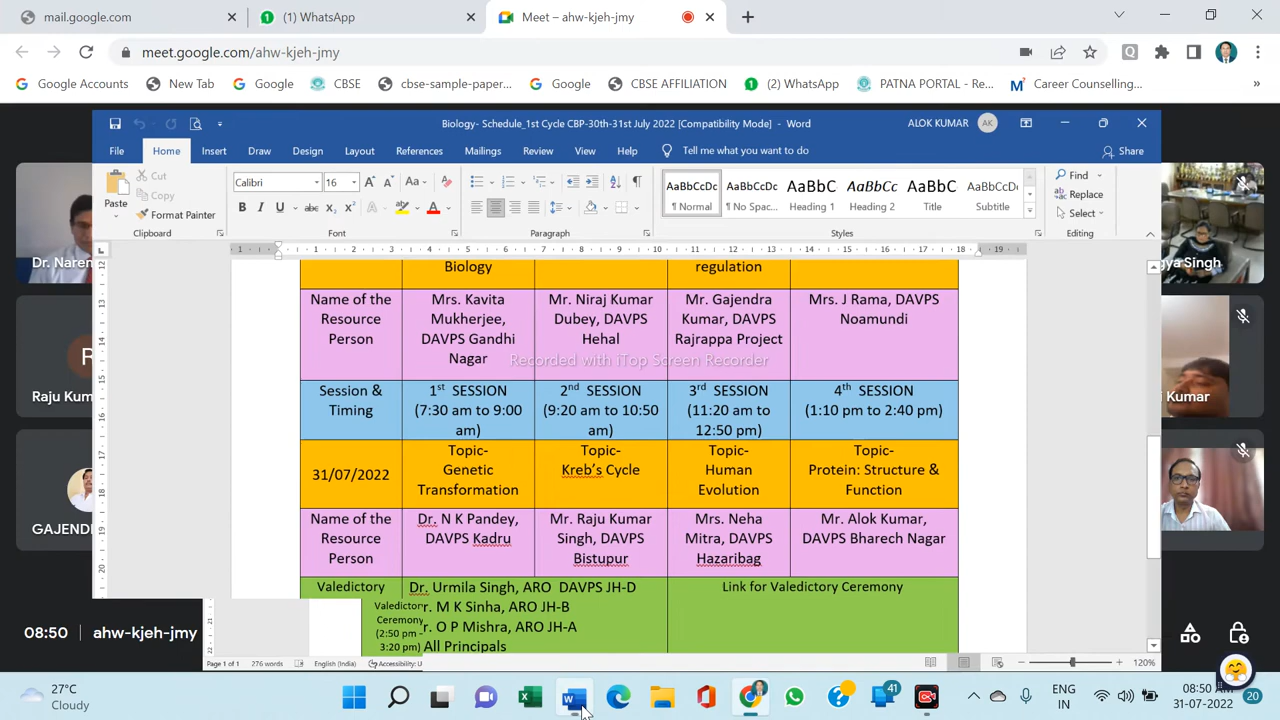 mail.google.com
(1) WhatsApp
Meet – ahw-kjeh-jmy
meet.google.com/ahw-kjeh-jmy
Google Accounts
New Tab
Google
CBSE
cbse-sample-paper...
Google
CBSE AFFILIATION
(2) WhatsApp
PATNA PORTAL - Re...
Career Counselling...
»
Biology- Schedule_1st Cycle CBP-30th-31st July 2022 [Compatibility Mode] - Word
ALOK KUMAR
AK
File Home Insert Draw Design Layout References Mailings Review View Help Tell me what you want to do Share
Paste
Cut
Copy
Format Painter
Calibri
16
AaBbCcDc AaBbCcDc AaBbC AaBbCc AaBbC AaBbCcDc
¶ Normal ¶ No Spac... Heading 1 Heading 2 Title Subtitle
Find
Replace
Select
Clipboard Font Paragraph Styles Editing
Biology
regulation
Name of the
Resource
Person
Mrs. Kavita
Mukherjee,
DAVPS Gandhi
Nagar
Mr. Niraj Kumar
Dubey, DAVPS
Hehal
Mr. Gajendra
Kumar, DAVPS
Rajrappa Project
Mrs. J Rama, DAVPS
Noamundi
Recorded with iTop Screen Recorder
Session &
Timing
1st SESSION
(7:30 am to 9:00
am)
2nd SESSION
(9:20 am to 10:50
am)
3rd SESSION
(11:20 am to
12:50 pm)
4th SESSION
(1:10 pm to 2:40 pm)
31/07/2022
Topic-
Genetic
Transformation
Topic-
Kreb's Cycle
Topic-
Human
Evolution
Topic-
Protein: Structure &
Function
Name of the
Resource
Person
Dr. N K Pandey,
DAVPS Kadru
Mr. Raju Kumar
Singh, DAVPS
Bistupur
Mrs. Neha
Mitra, DAVPS
Hazaribag
Mr. Alok Kumar,
DAVPS Bharech Nagar
Valedictory
Dr. Urmila Singh, ARO DAVPS JH-D
Link for Valedictory Ceremony
Valedictory
Ceremony
(2:50 pm -
3:20 pm)
r. M K Sinha, ARO JH-B
r. O P Mishra, ARO JH-A
All Principals
Page 1 of 1
276 words
English (India)
Accessibility: U
120%
Dr. Naren
R
Raju Kum
GAJEND
gya Singh
i Kumar
08:50
ahw-kjeh-jmy
27°C
Cloudy
41
ENG
IN
08:50 AM
31-07-2022
20